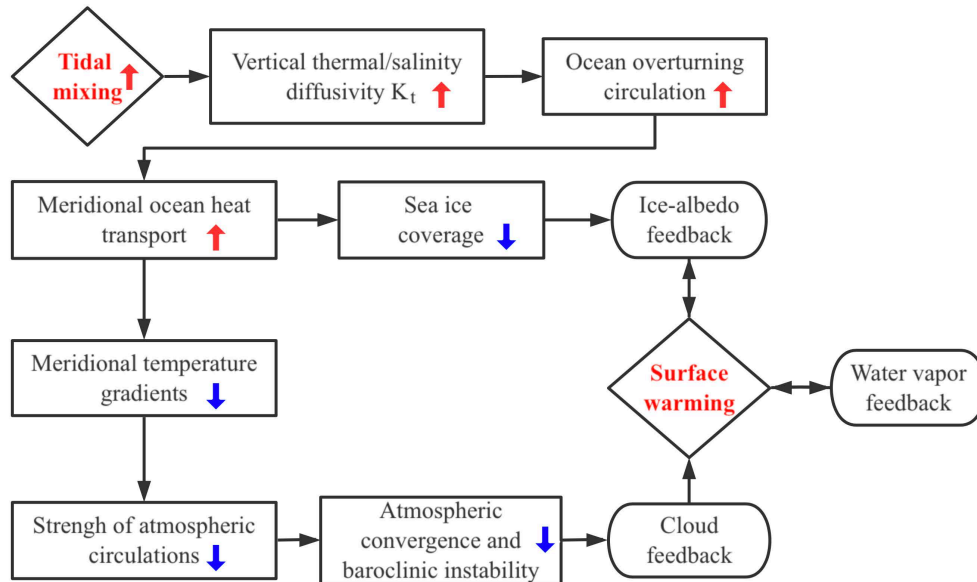 Tidal
mixing
Vertical thermal/salinity
diffusivity Kt
Ocean overturning
circulation
Meridional ocean heat
transport
Sea ice
coverage
Ice-albedo
feedback
Meridional temperature
gradients
Surface
warming
Water vapor
feedback
Strengh of atmospheric
circulations
Atmospheric
convergence and
baroclinic instability
Cloud
feedback